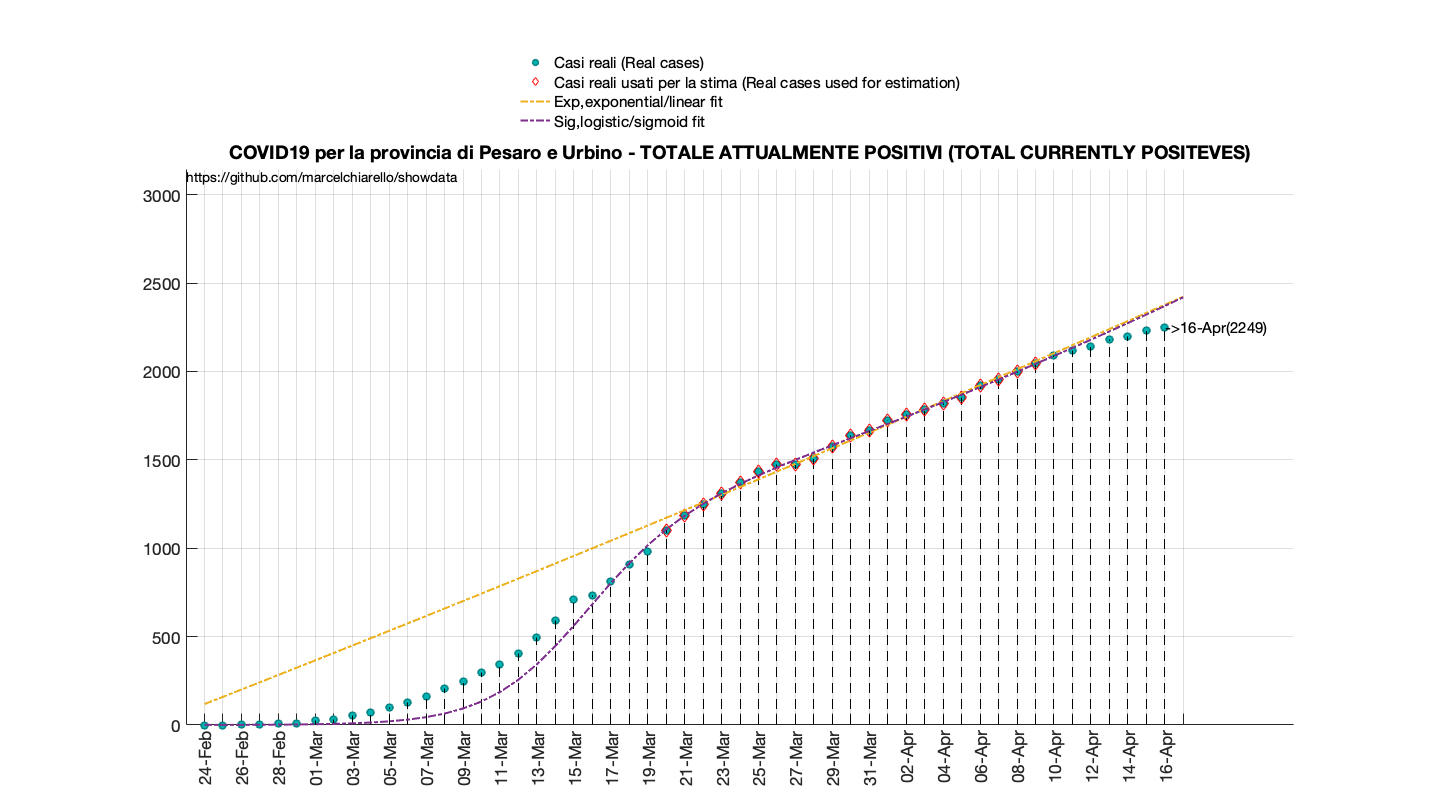 Casi reali (Real cases)
Casi reali usati per la stima (Real cases used for estimation)
Exp,exponential/linear fit
Sig,logistic/sigmoid fit
COVID19 per la provincia di Pesaro e Urbino - TOTALE ATTUALMENTE POSITIVI (TOTAL CURRENTLY POSITEVES)
https://github.com/marcelchiarello/showdata
3000
2500
2000
1500
1000
500
0
->16-Apr(2249)
24-Feb
26-Feb
28-Feb
01-Mar
03-Mar
05-Mar
07-Mar
09-Mar
11-Mar
13-Mar
15-Mar
17-Mar
19-Mar
21-Mar
23-Mar
25-Mar
27-Mar
29-Mar
31-Mar
02-Apr
04-Apr
06-Apr
08-Apr
10-Apr
12-Apr
14-Apr
16-Apr